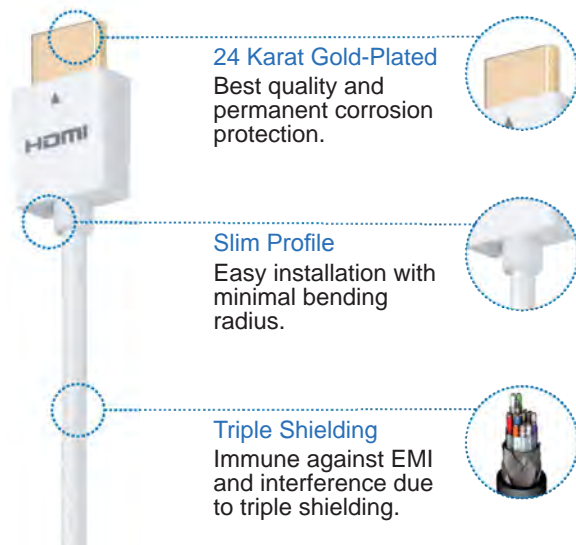 24 Karat Gold-Plated
Best quality and
permanent corrosion
protection.
HDMI
Slim Profile
Easy installation with
minimal bending
radius.
Triple Shielding
Immune against EMI
and interference due
to triple shielding.